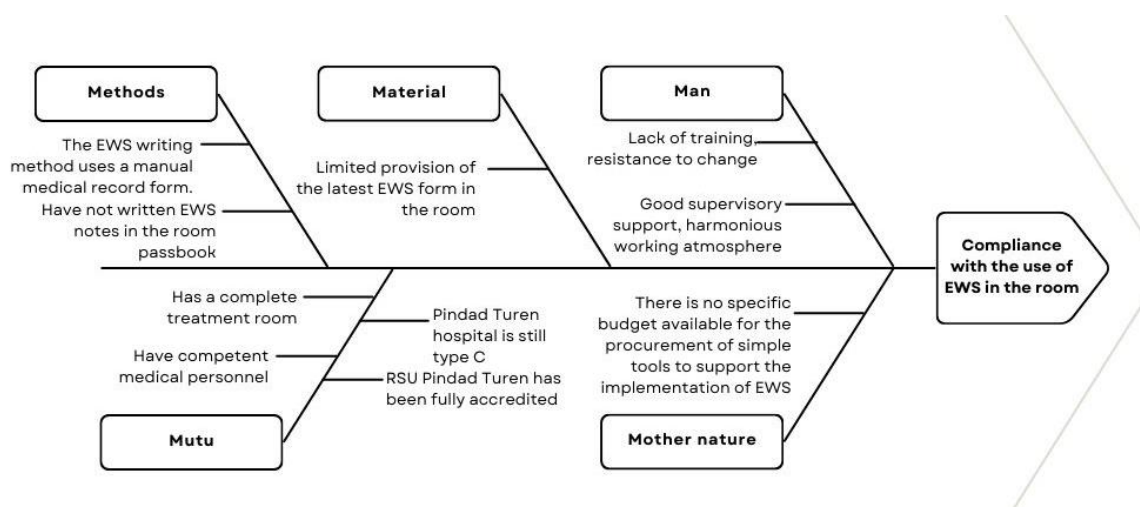 Methods
The EWS writing
method uses a manual
medical record form.
Have not written EWS
notes in the room
passbook
Material
Limited provision of
the latest EWS form in
the room
Man
Lack of training,
resistance to change
Good supervisory
support, harmonious
working atmosphere
Compliance
with the use of
EWS in the room
Has a complete
treatment room
Have competent
medical personnel
Pindad Turen
hospital is still
type C
RSU Pindad Turen has
been fully accredited
Mutu
There is no specific
budget available for the
procurement of simple
tools to support the
implementation of EWS
Mother nature